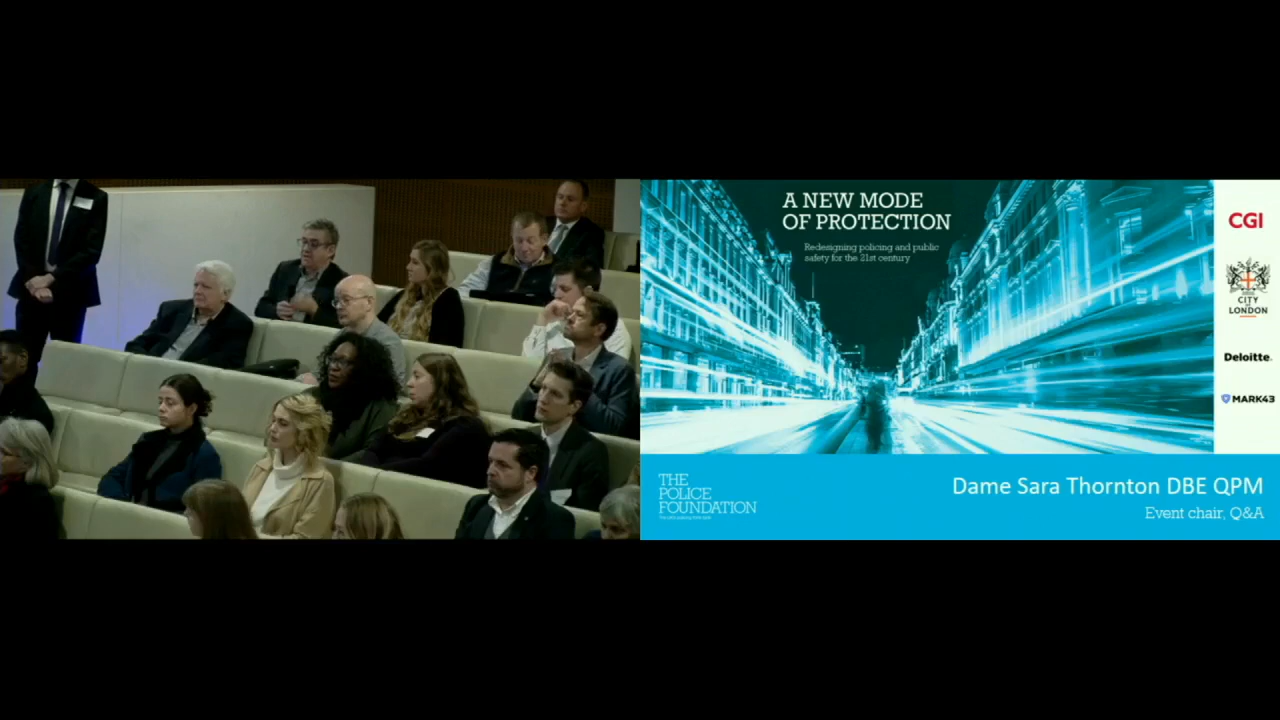 A NEW MODE
OF PROTECTION
Redesigning policing and public
safety for the 21st century
CGI
CITY
LONDON
Deloitte.
MARK43
THE
POLICE
FOUNDATION
Dame Sara Thornton DBE QPM
Event chair, Q&A